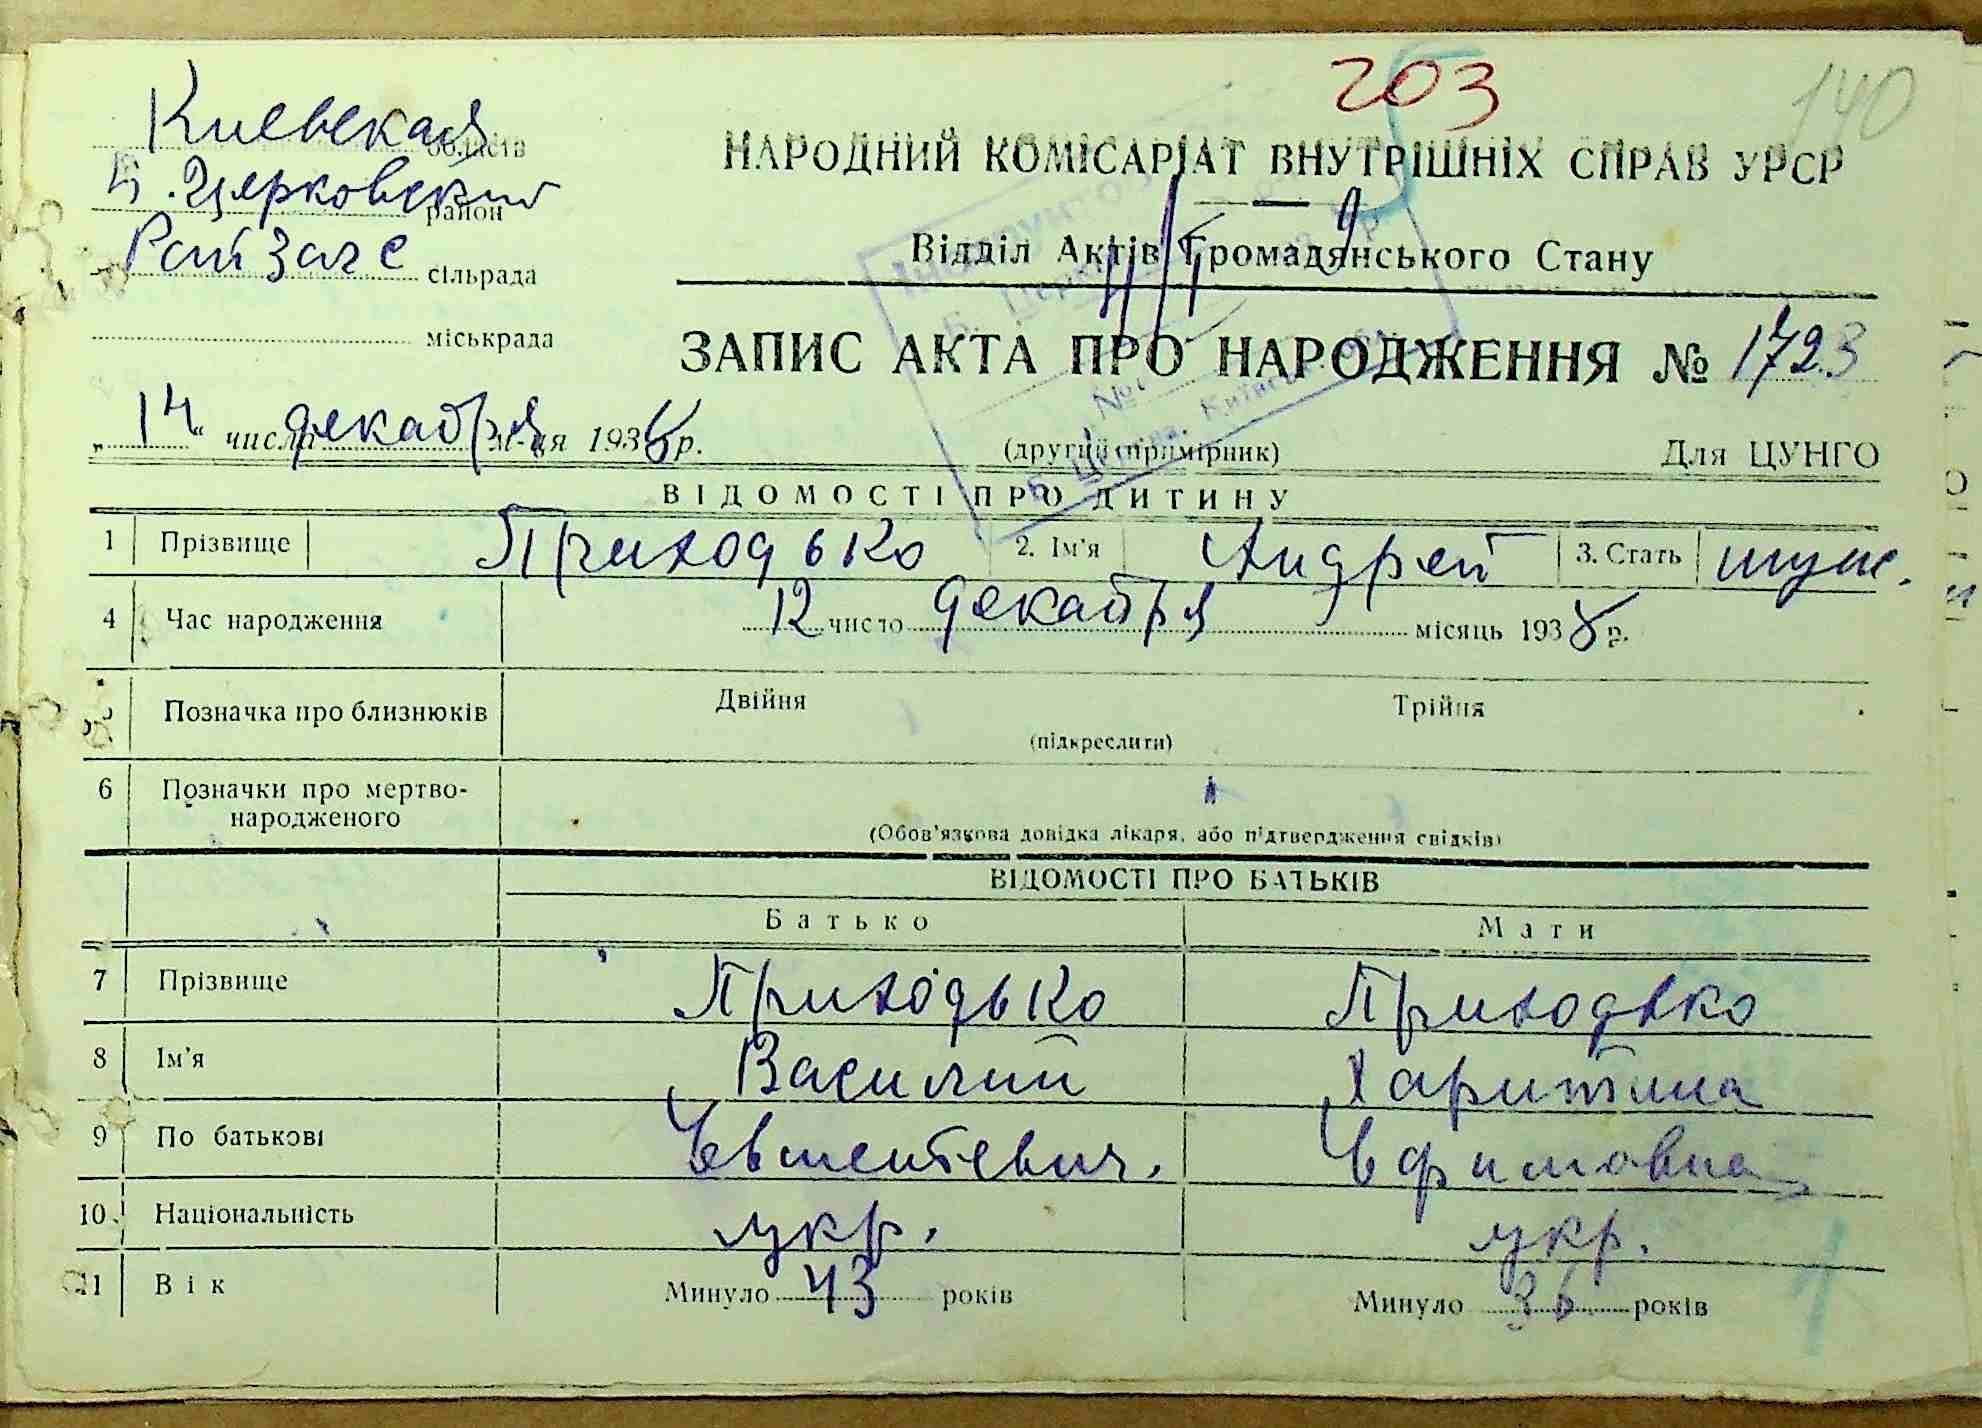 203
140
Киевская область
Б. Церковский район
Райзагс сільрада
міськрада
НАРОДНИЙ КОМІСАРІАТ ВНУТРІШНІХ СПРАВ УРСР
Відділ Актів Громадянського Стану
ЗАПИС АКТА ПРО НАРОДЖЕННЯ № 1723
„14“ числа декабря м-ця 1938 р.
(другий примірник)
Для ЦУНГО
ВІДОМОСТІ ПРО ДИТИНУ
1 Прізвище Приходько 2. Ім'я Андрей 3. Стать муж.
4 Час народження 12 число декабря місяць 1938 р.
5 Позначка про близнюків Двійня Трійня
(підкреслити)
6 Позначки про мертво-
народженого
(Обов'язкова довідка лікаря, або підтвердження свідків)
ВІДОМОСТІ ПРО БАТЬКІВ
Батько Мати
7 Прізвище Приходько Приходько
8 Ім'я Василий Харитина
9 По батькові Евментевич. Ефимовна
10 Національність укр. укр.
11 Вік Минуло 43 років Минуло 36 років